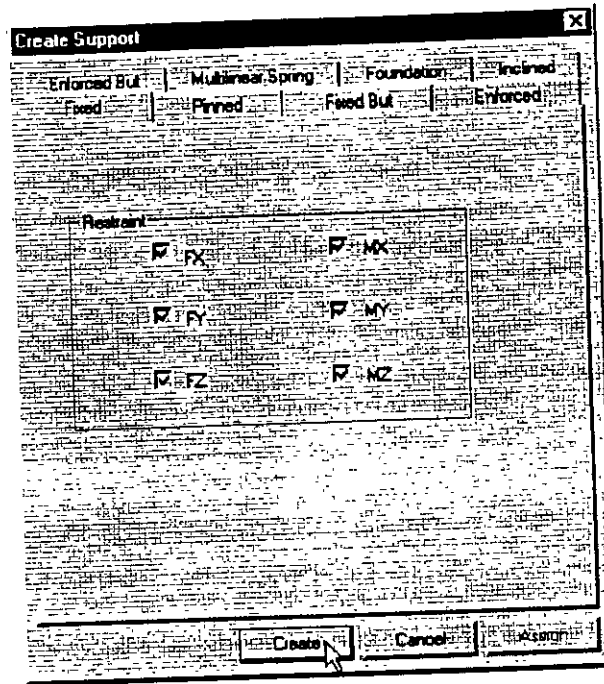 Create Support
Enforced But Multilinear Spring Foundation Inclined
Fixed Pinned Fixed But Enforced
Restraint
FX MX
FY MY
FZ MZ
Create Cancel Assign